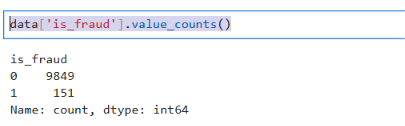 data['is_fraud'].value_counts()
is_fraud
0    9849
1     151
Name: count, dtype: int64